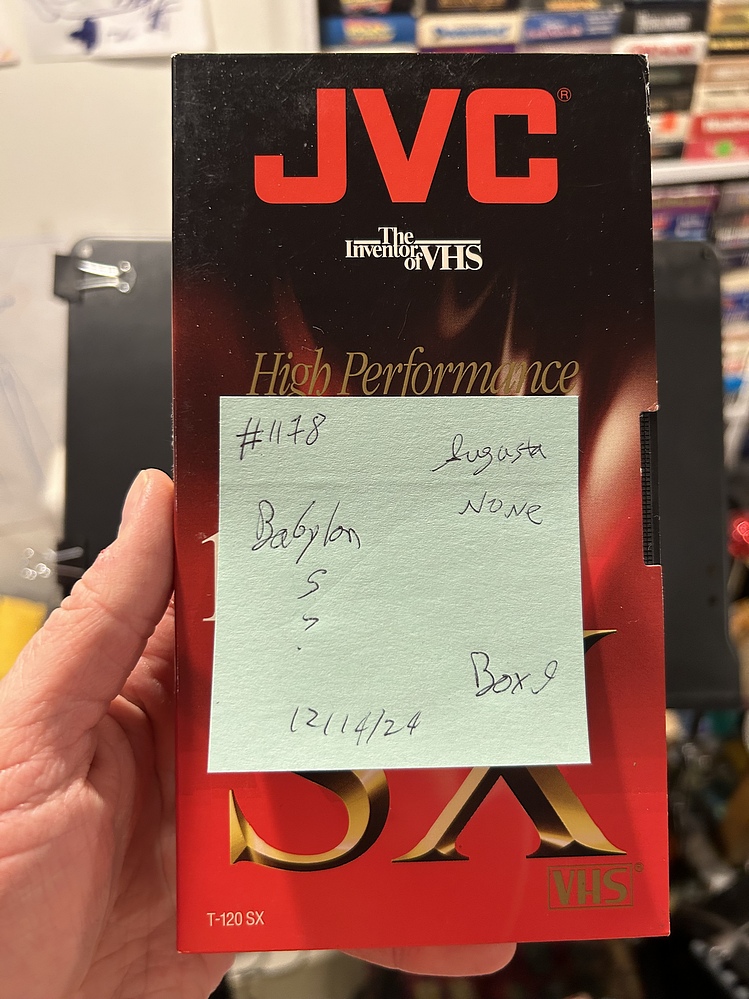 JVC®
The
Inventor
of VHS
High Performance
#1178
Augusta
NONE
Babylon
5
?
12/14/24
Box 9
SX
VHS
T-120 SX